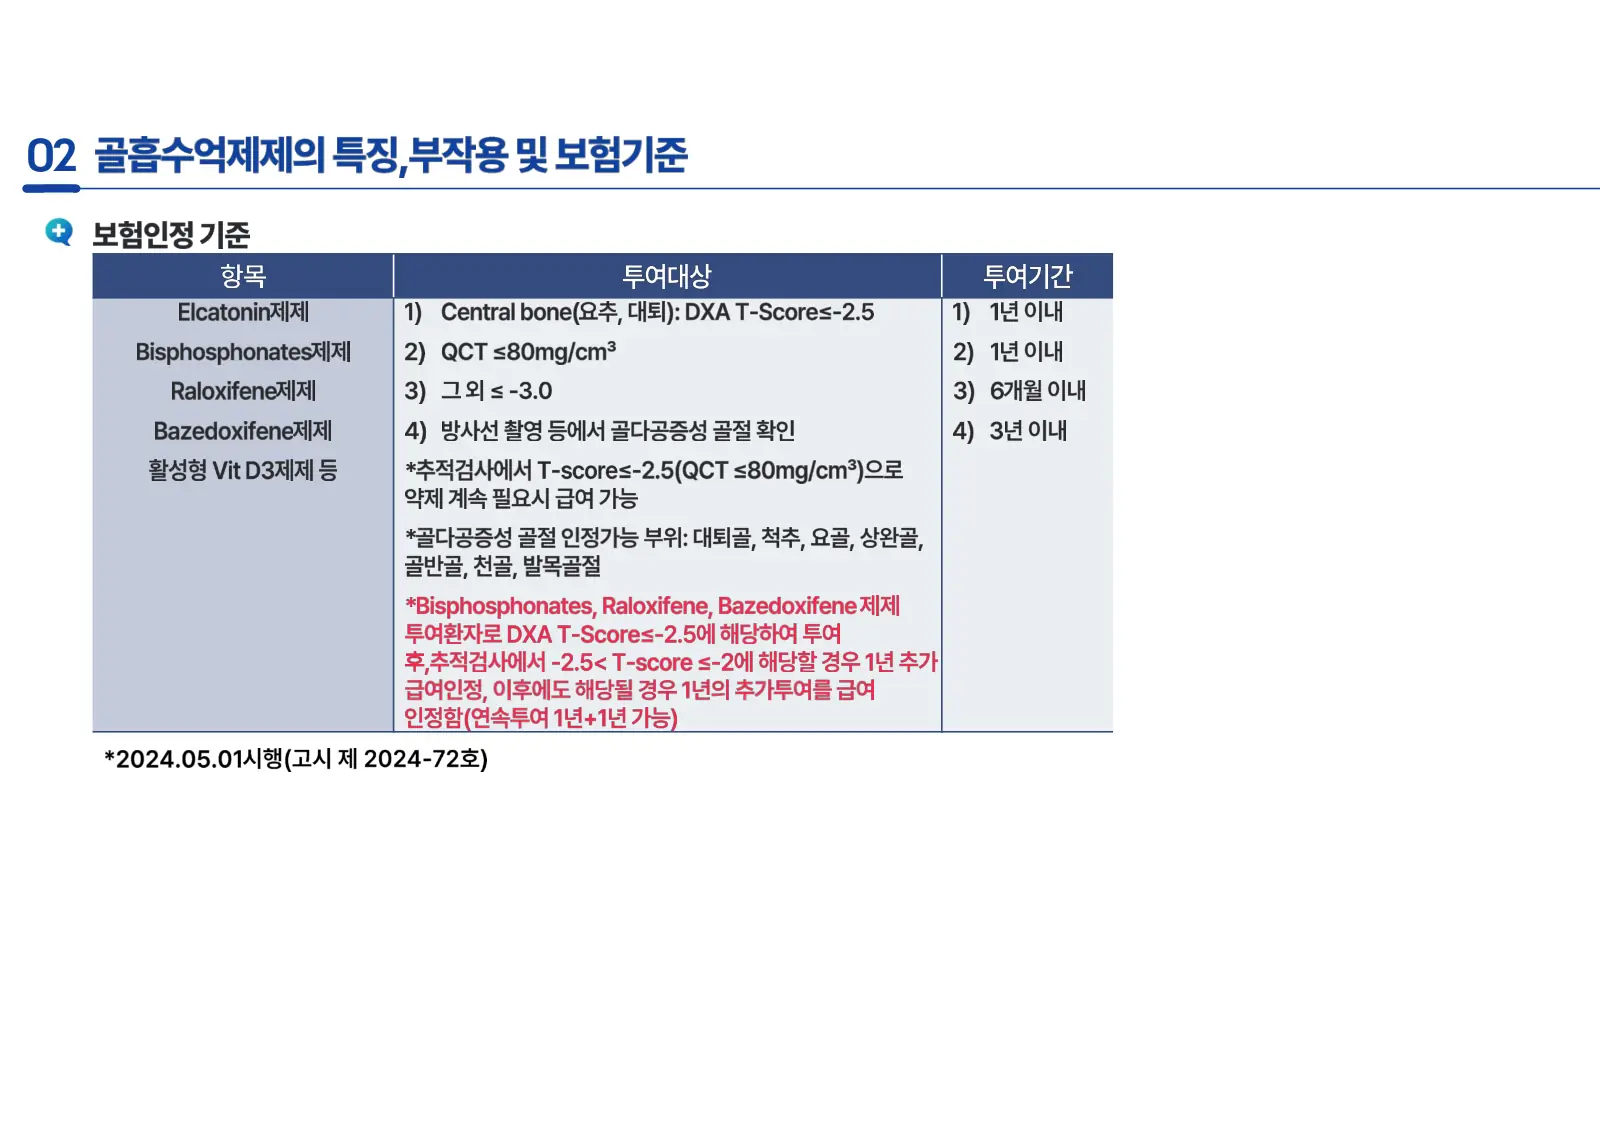 02 골흡수억제제의 특징,부작용 및 보험기준
보험인정 기준
항목 투여대상 투여기간
Elcatonin제제 1) Central bone(요추, 대퇴): DXA T-Score≤-2.5 1) 1년 이내
Bisphosphonates제제 2) QCT ≤80mg/cm³ 2) 1년 이내
Raloxifene제제 3) 그 외 ≤ -3.0 3) 6개월 이내
Bazedoxifene제제 4) 방사선 촬영 등에서 골다공증성 골절 확인 4) 3년 이내
활성형 Vit D3제제 등 *추적검사에서 T-score≤-2.5(QCT ≤80mg/cm³)으로
약제 계속 필요시 급여 가능
*골다공증성 골절 인정가능 부위: 대퇴골, 척추, 요골, 상완골,
골반골, 천골, 발목골절
*Bisphosphonates, Raloxifene, Bazedoxifene 제제
투여환자로 DXA T-Score≤-2.5에 해당하여 투여
후,추적검사에서 -2.5< T-score ≤-2에 해당할 경우 1년 추가
급여인정, 이후에도 해당될 경우 1년의 추가투여를 급여
인정함(연속투여 1년+1년 가능)
*2024.05.01시행(고시 제 2024-72호)